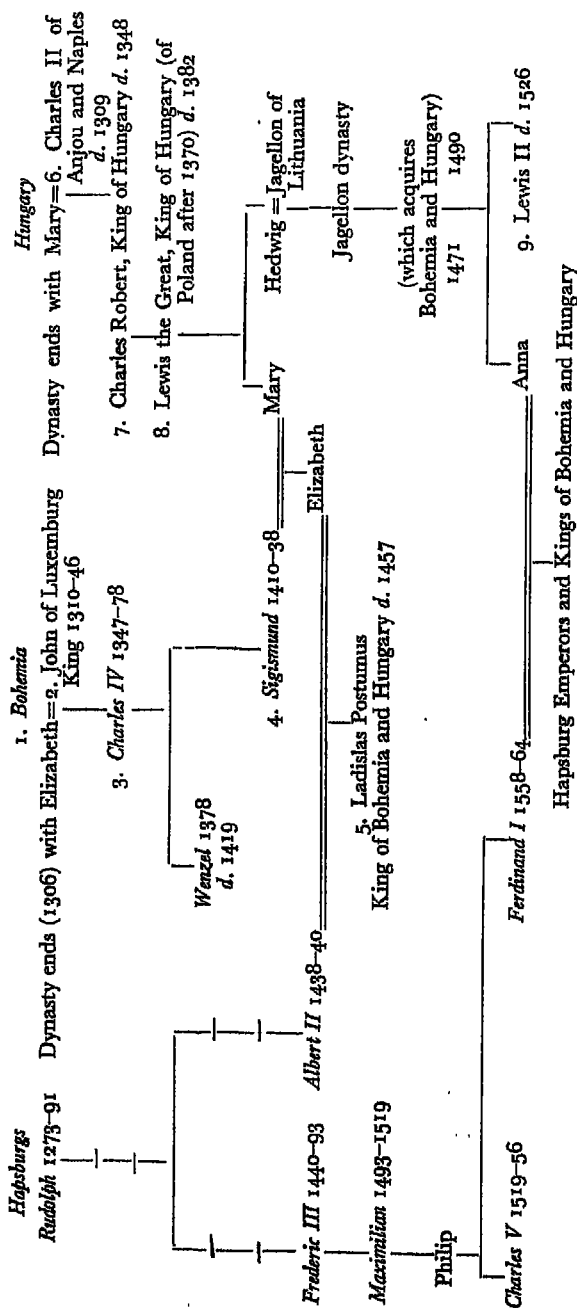 Hapsburgs
Rudolph 1273–91
Frederic III 1440–93
Maximilian 1493–1519
Philip
Charles V 1519–56
Albert II 1438–40
Ferdinand I 1558–64
1. Bohemia
Dynasty ends (1306) with Elizabeth=2. John of Luxemburg
King 1310–46
3. Charles IV 1347–78
Wenzel 1378
d. 1419
4. Sigismund 1410–38
5. Ladislas Postumus
King of Bohemia and Hungary d. 1457
Hungary
Dynasty ends with Mary=6. Charles II of
Anjou and Naples
d. 1309
7. Charles Robert, King of Hungary d. 1348
8. Lewis the Great, King of Hungary (of
Poland after 1370) d. 1382
Mary
Hedwig=Jagellon of
Lithuania
Elizabeth
Jagellon dynasty
(which acquires
Bohemia and Hungary)
1471 1490
Anna
9. Lewis II d. 1526
Hapsburg Emperors and Kings of Bohemia and Hungary